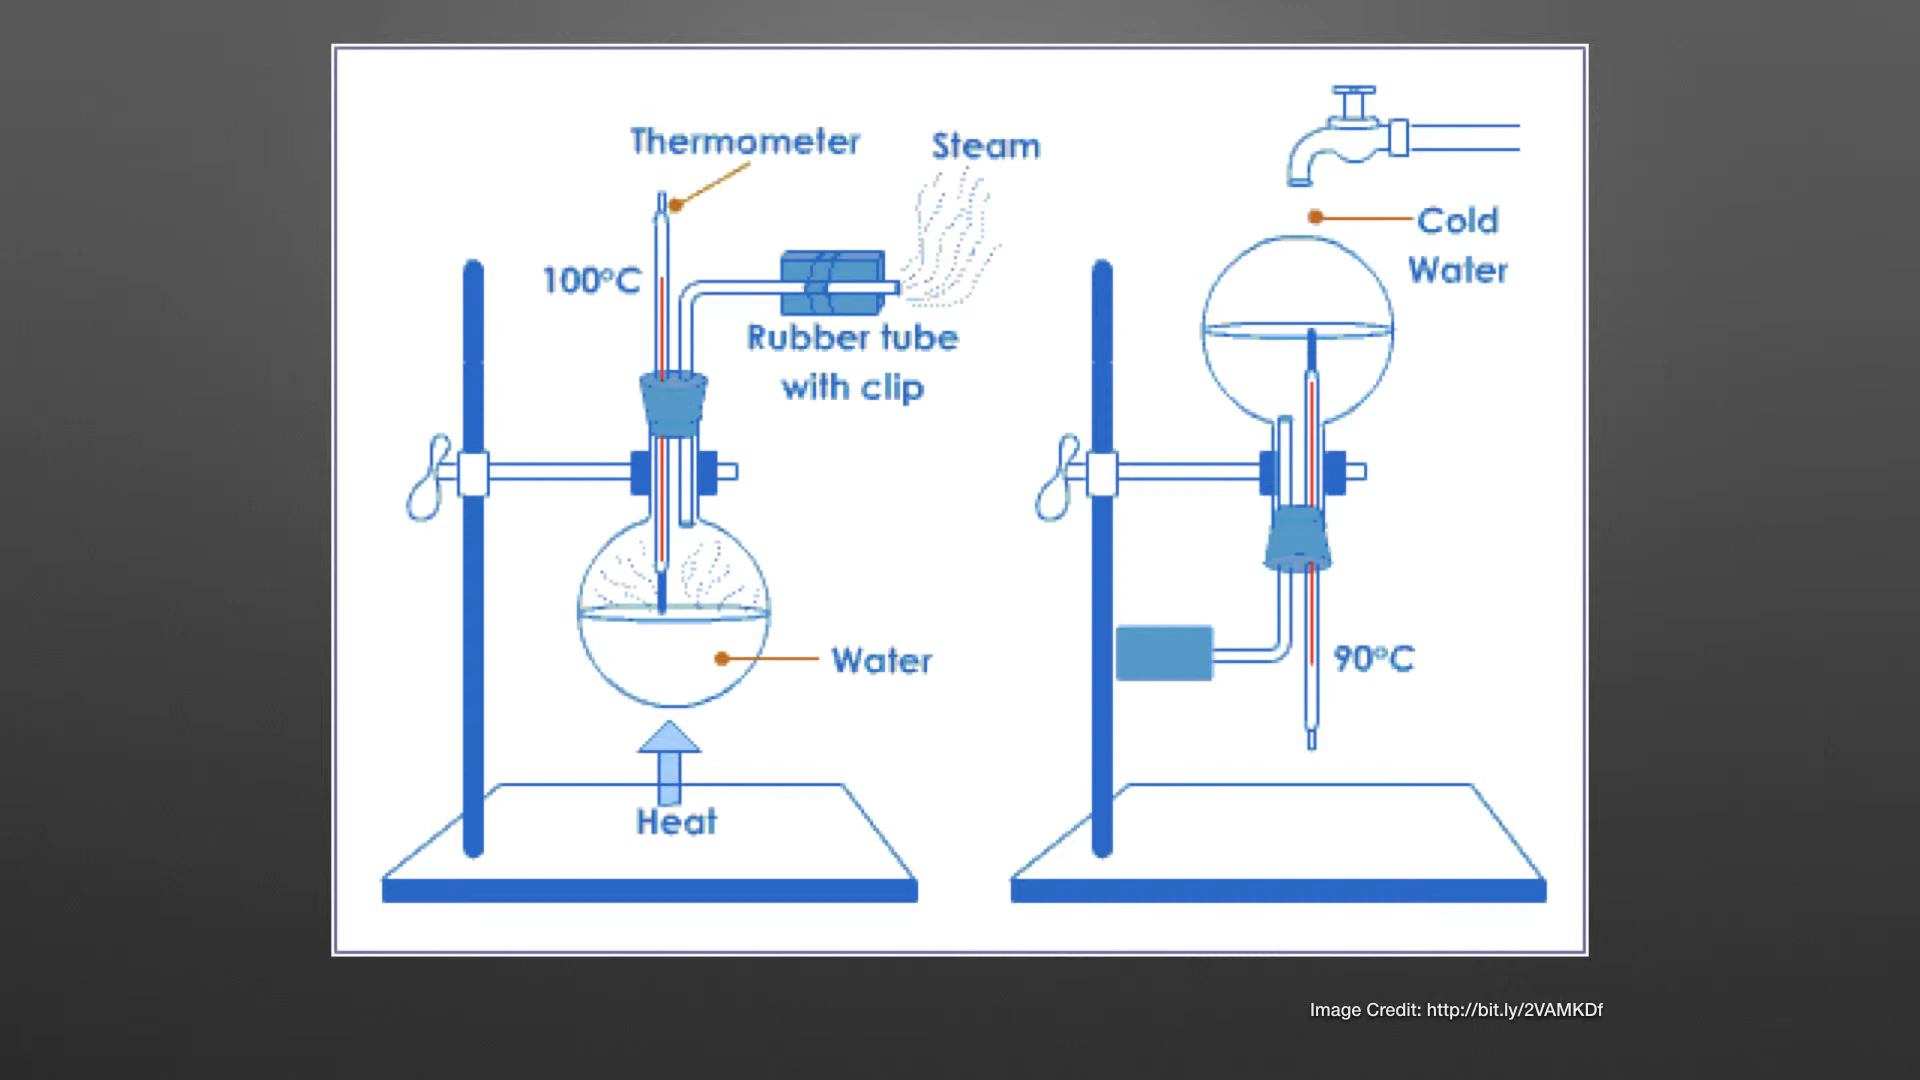 Thermometer
Steam
100°C
Rubber tube
with clip
Water
Heat
Cold
Water
90°C
Image Credit: http://bit.ly/2VAMKDf